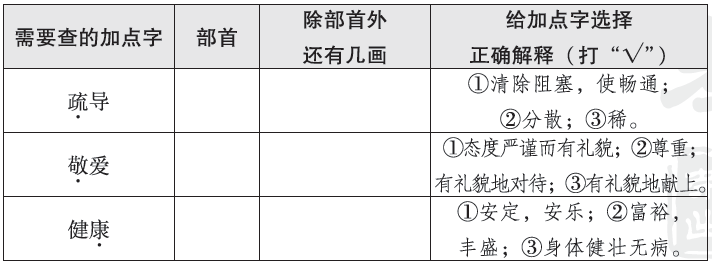 需要查的加点字 部首 除部首外 给加点字选择
还有几画 正确解释（打“√”）
疏导 ①清除阻塞，使畅通；
②分散；③稀。
敬爱 ①态度严谨而有礼貌；②尊重；
有礼貌地对待；③有礼貌地献上。
健康 ①安定，安乐；②富裕，
丰盛；③身体健壮无病。